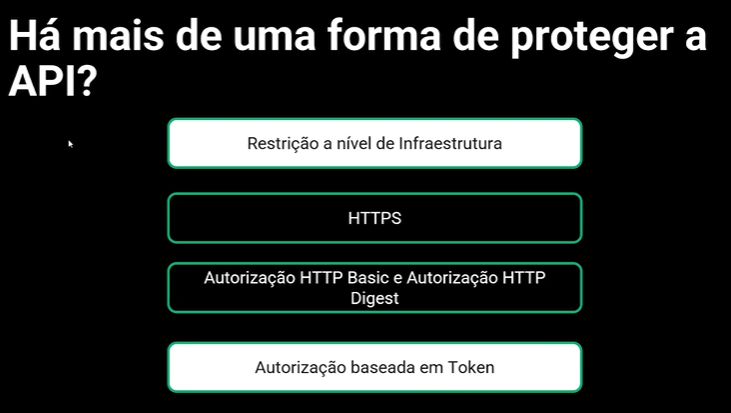 Há mais de uma forma de proteger a
API?
Restrição a nível de Infraestrutura
HTTPS
Autorização HTTP Basic e Autorização HTTP
Digest
Autorização baseada em Token